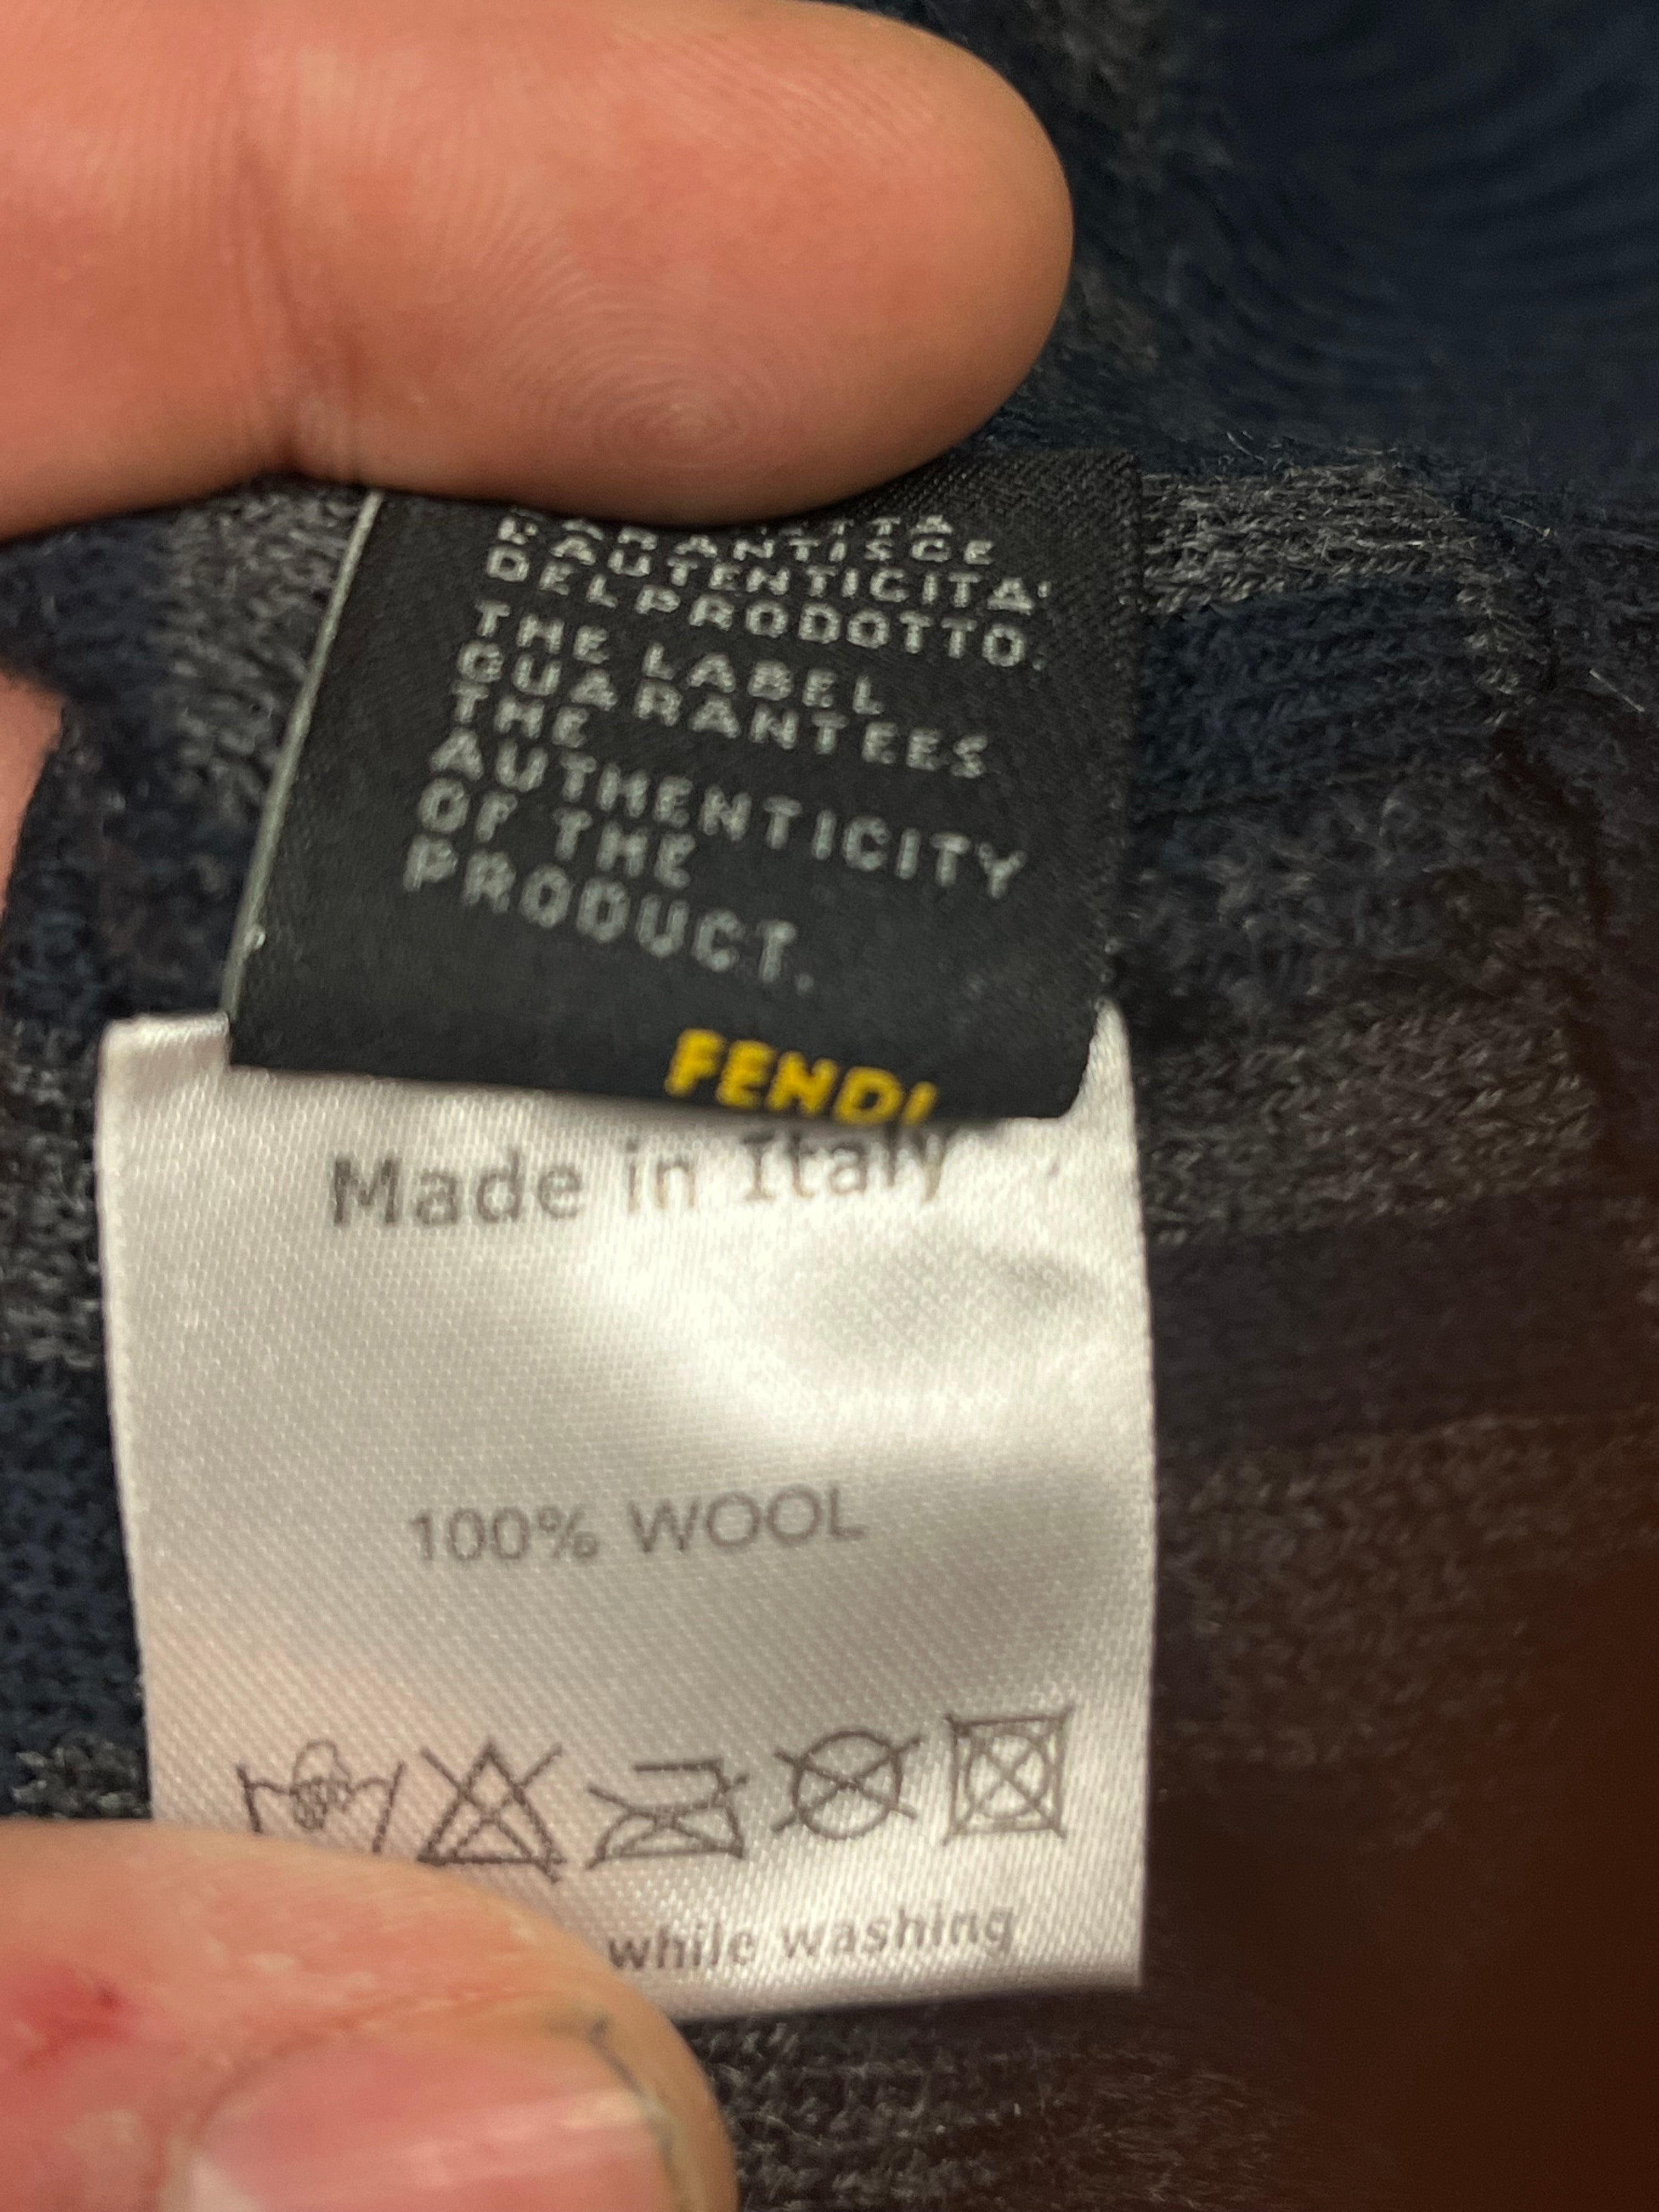 GARANTISCE
L'AUTENTICITA'
DEL PRODOTTO.
THE LABEL
GUARANTEES
THE
AUTHENTICITY
OF THE
PRODUCT.
FENDI
Made in Italy
100% WOOL
while washing